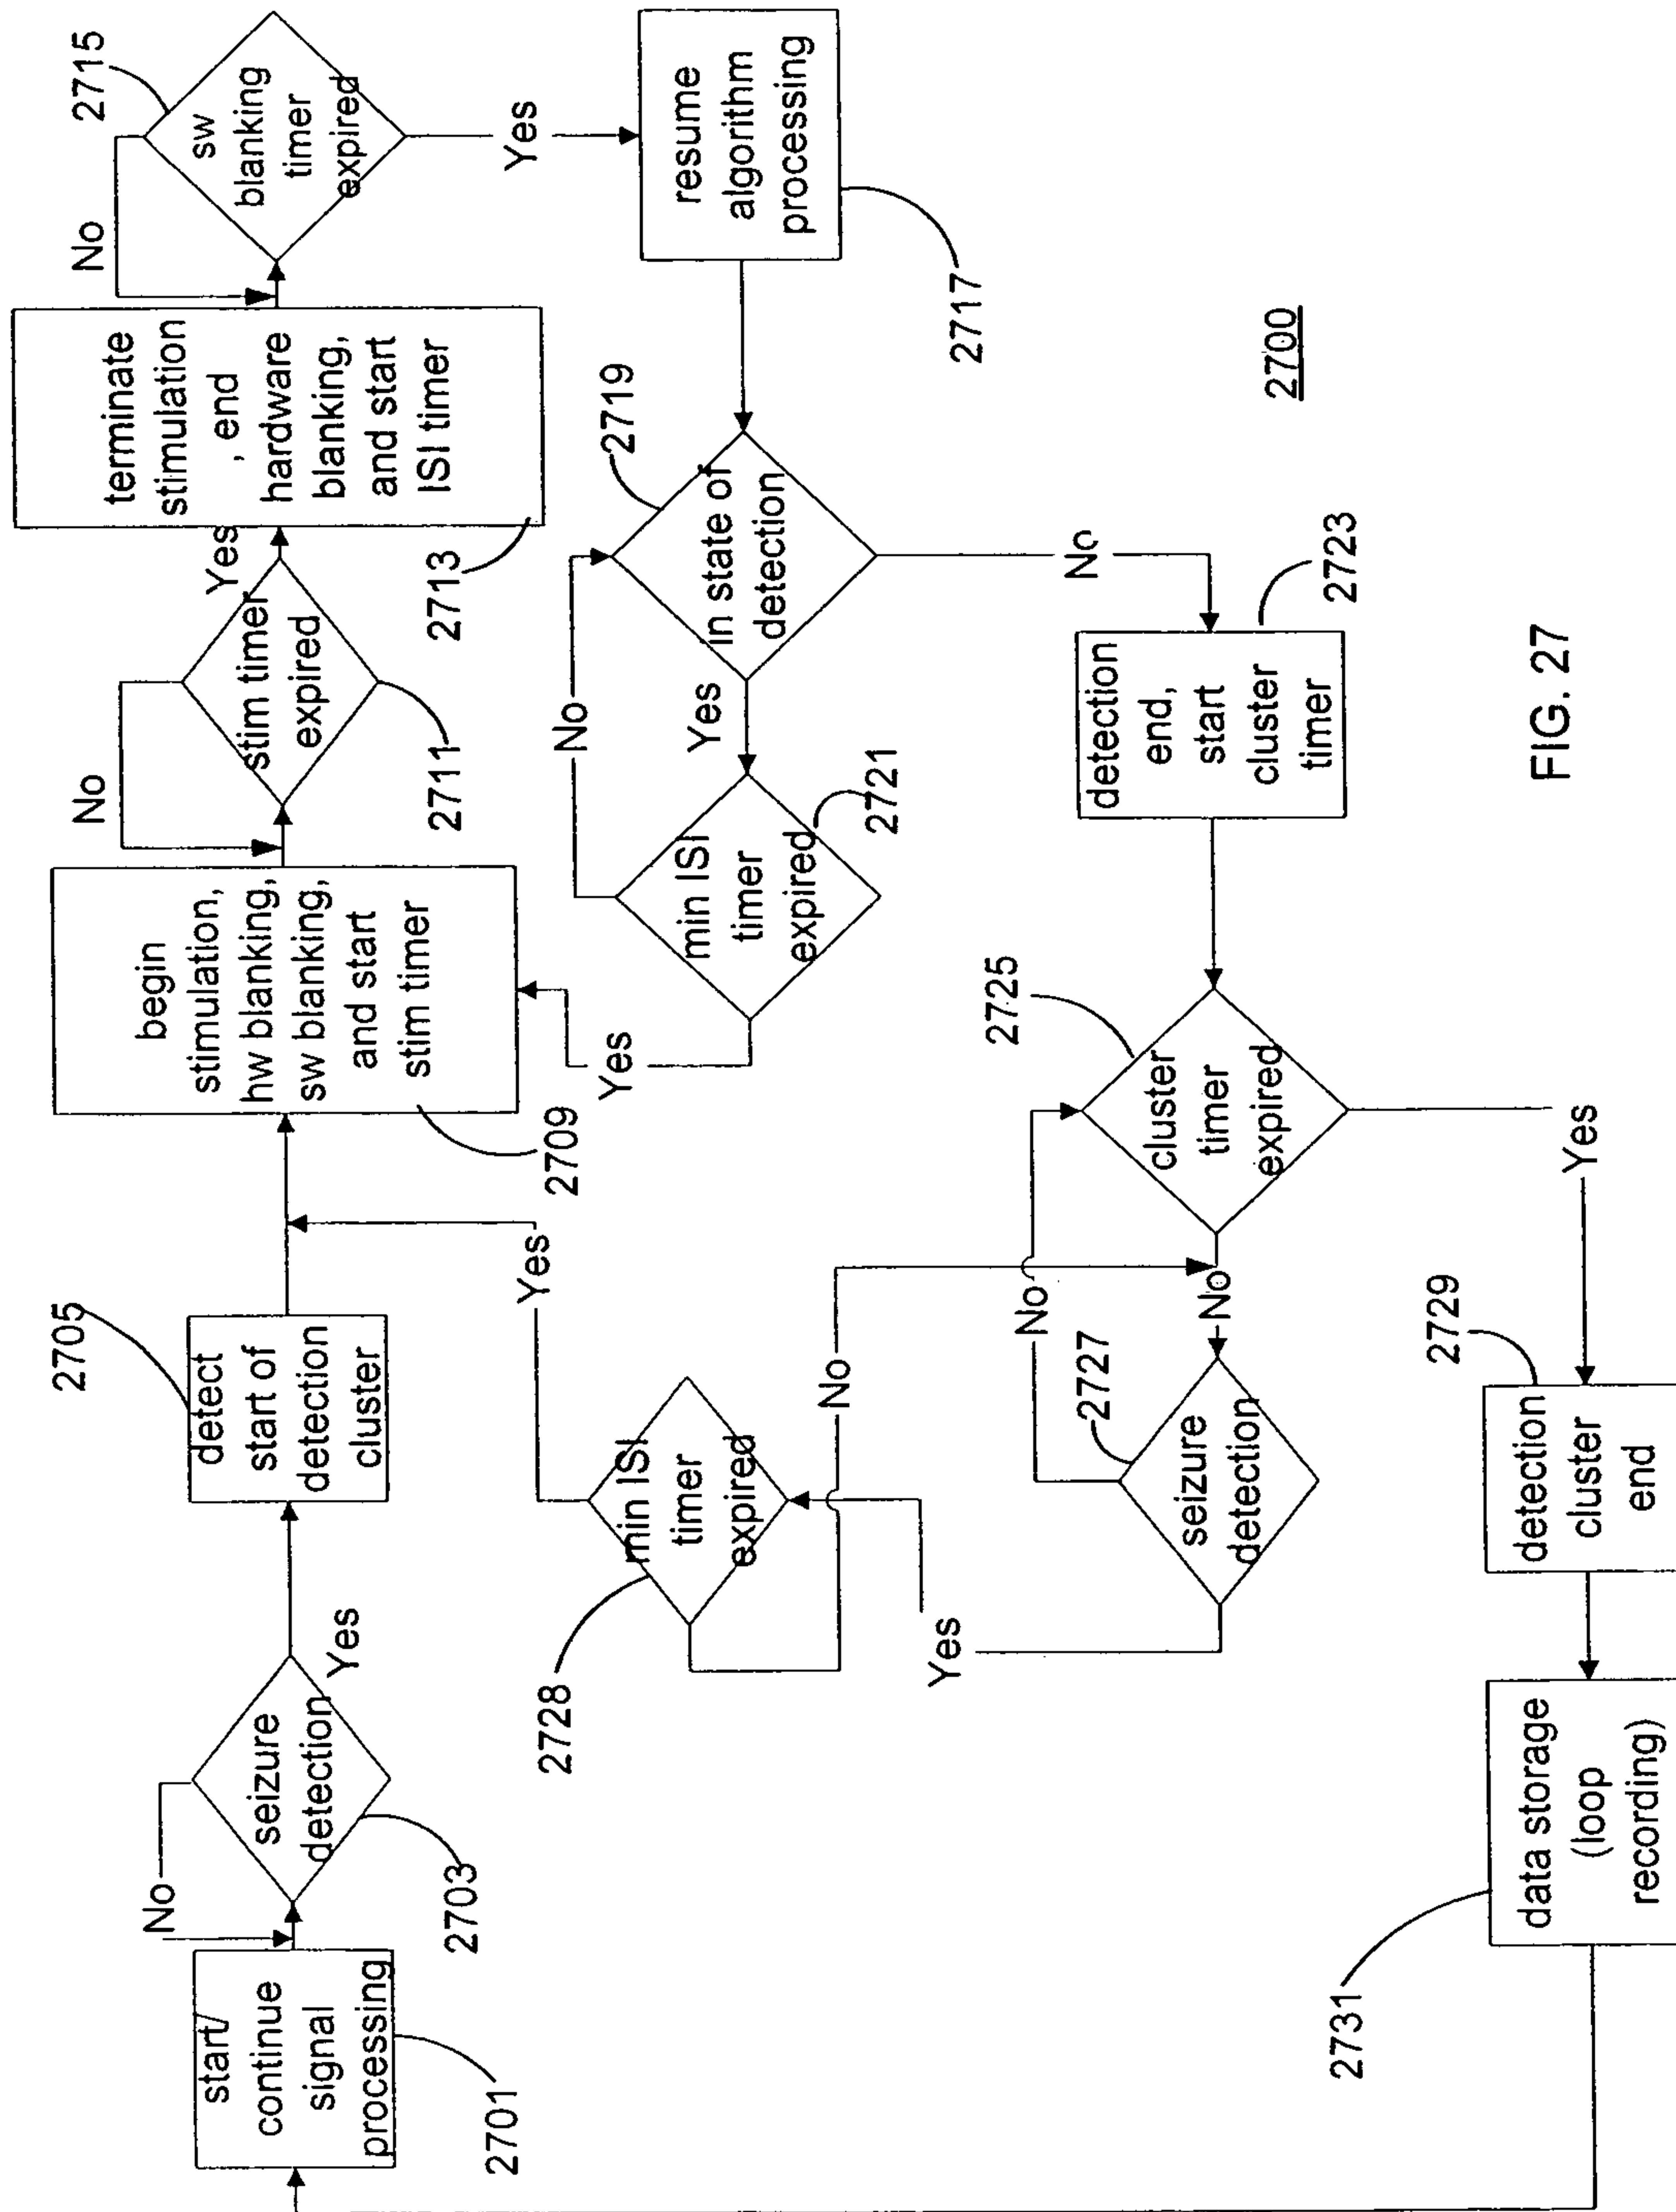 start/
continue
signal
processing
2701
No
seizure
detection
2703
Yes
detect
start of
detection
cluster
2705
begin
stimulation,
hw blanking,
sw blanking,
and start
stim timer
2709
No
stim timer
expired
2711
Yes
terminate
stimulation
, end
hardware
blanking,
and start
ISI timer
2713
No
sw
blanking
timer
expired
2715
Yes
resume
algorithm
processing
2717
in state of
detection
2719
No
Yes
min ISI
timer
expired
2721
Yes
No
detection
end,
start
cluster
timer
2723
cluster
timer
expired
2725
No
No
seizure
detection
2727
Yes
min ISI
timer
expired
2728
No
Yes
Yes
detection
cluster
end
2729
data storage
(loop
recording)
2731
2700
FIG. 27